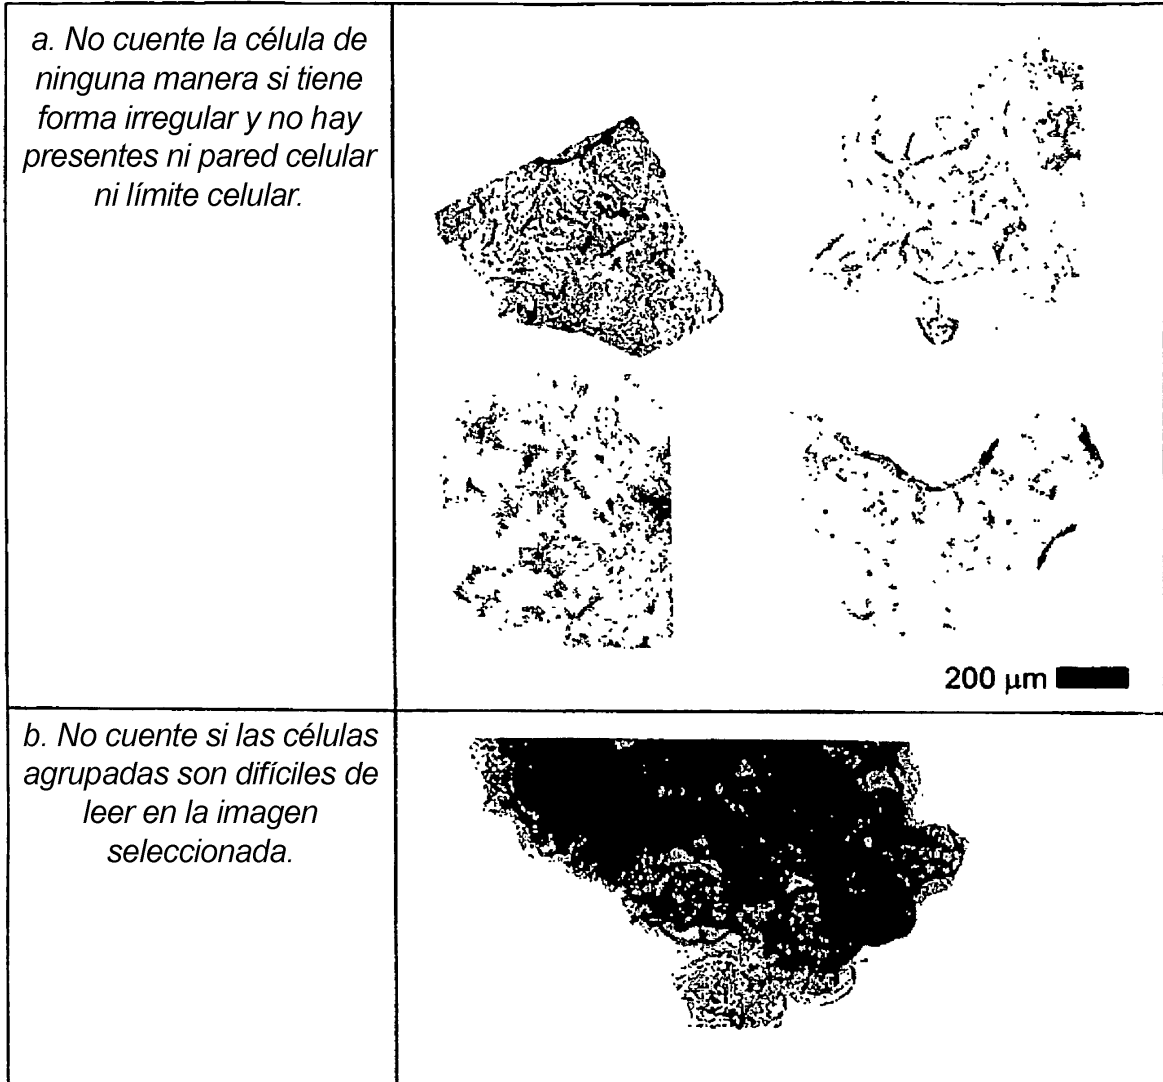 a. No cuente la célula de
ninguna manera si tiene
forma irregular y no hay
presentes ni pared celular
ni límite celular.
200 µm
b. No cuente si las células
agrupadas son difíciles de
leer en la imagen
seleccionada.